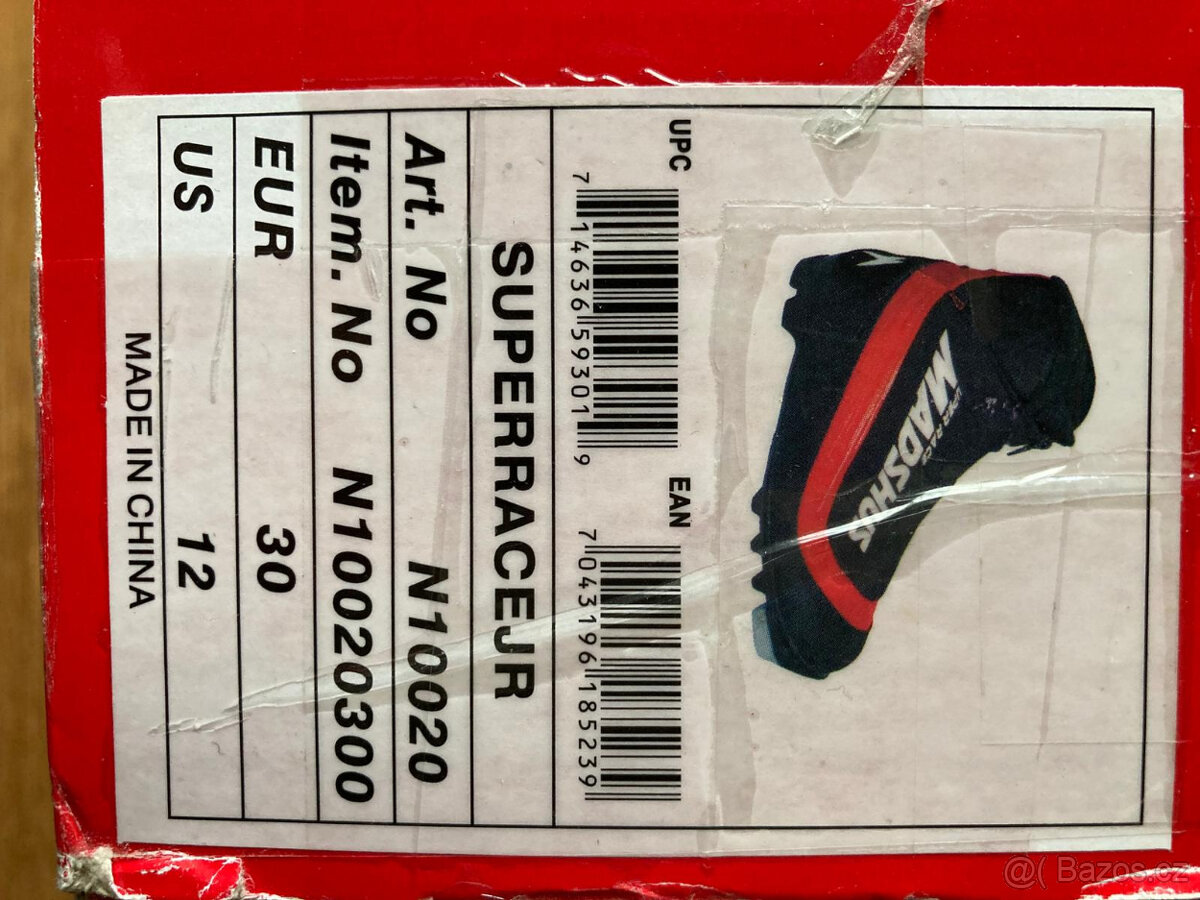 MADSHUS
UPC
EAN
7 14636 59301 9
7 043196 185239
SUPERRACEJR
Art. No N10020
Item. No N10020300
EUR 30
US 12
MADE IN CHINA
@( Bazos.cz